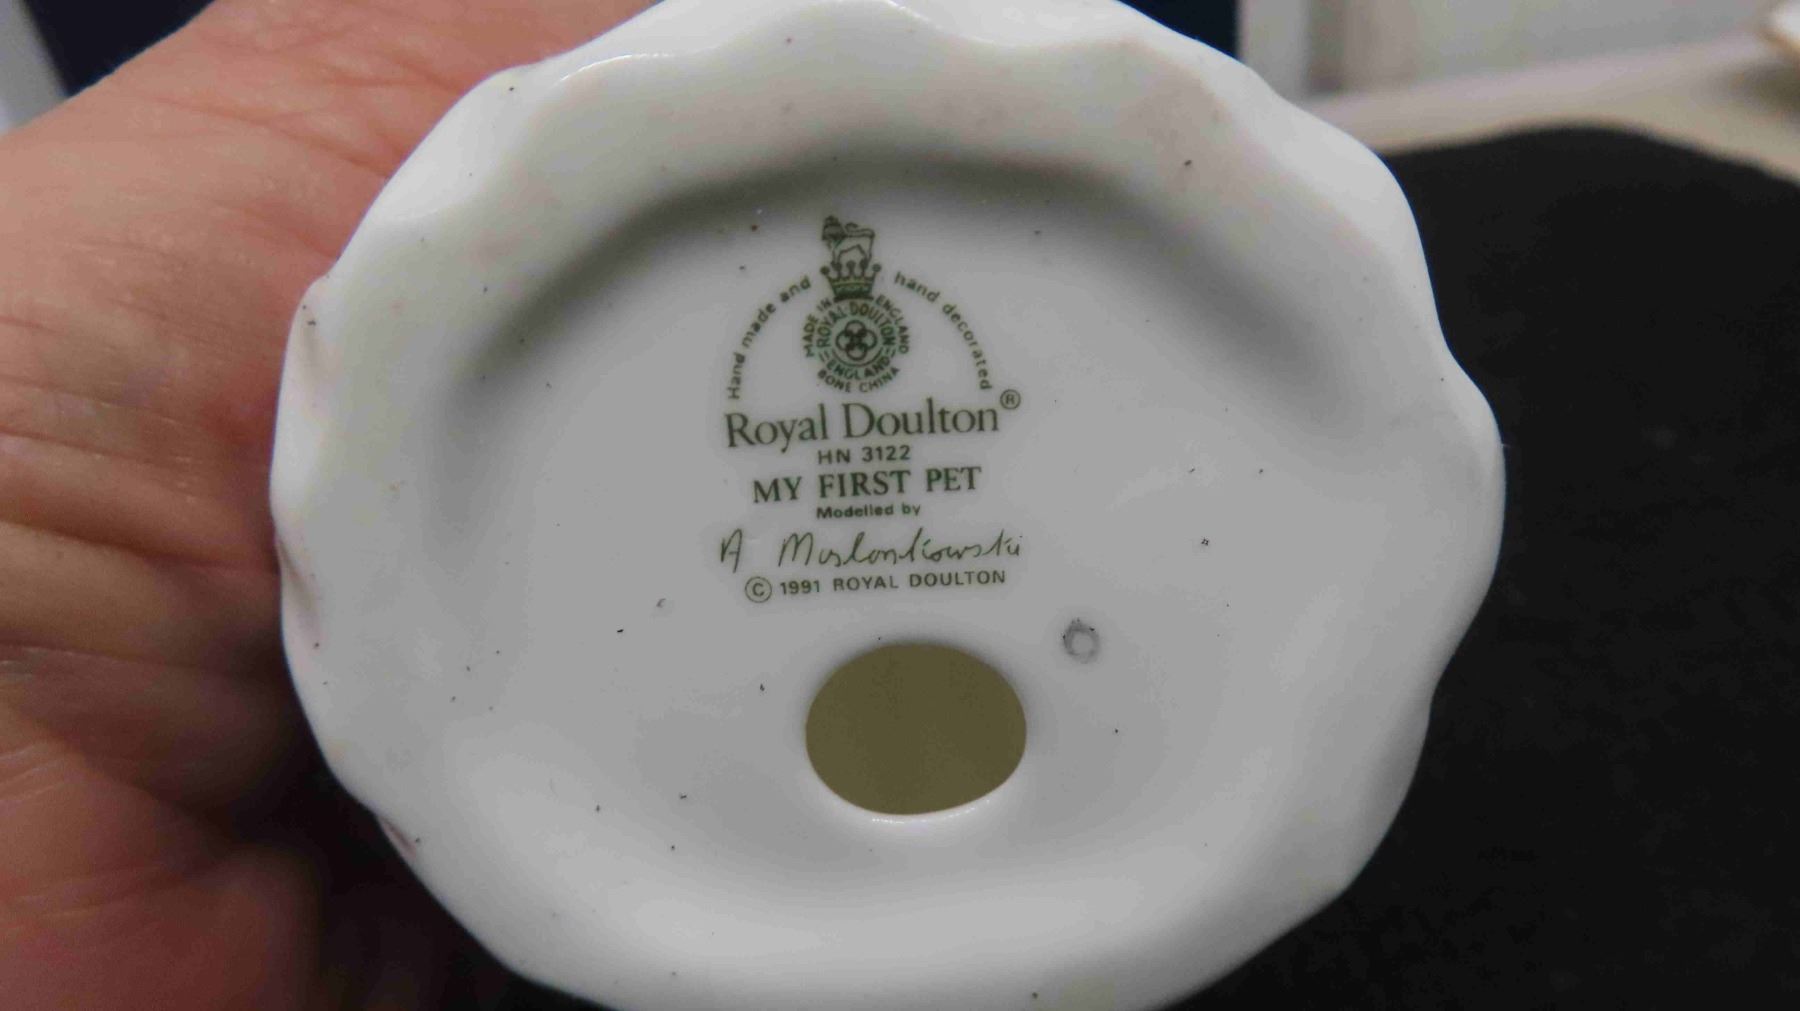 Hand made and hand decorated
MADE IN ENGLAND
ROYAL DOULTON
ENGLAND
BONE CHINA
Royal Doulton®
HN 3122
MY FIRST PET
Modelled by
A Maslankowski
© 1991 ROYAL DOULTON